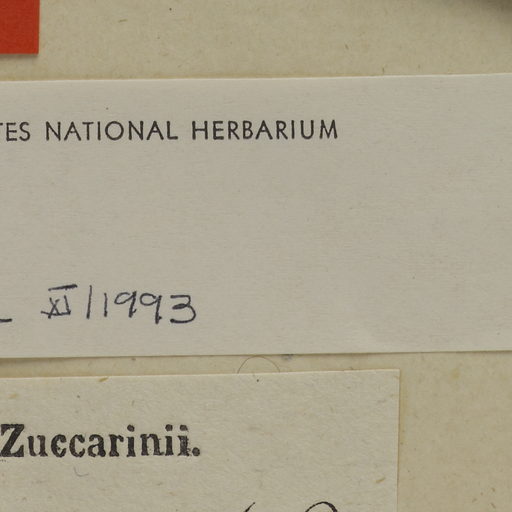 TES NATIONAL HERBARIUM
XI/1993
Zuccarinii.